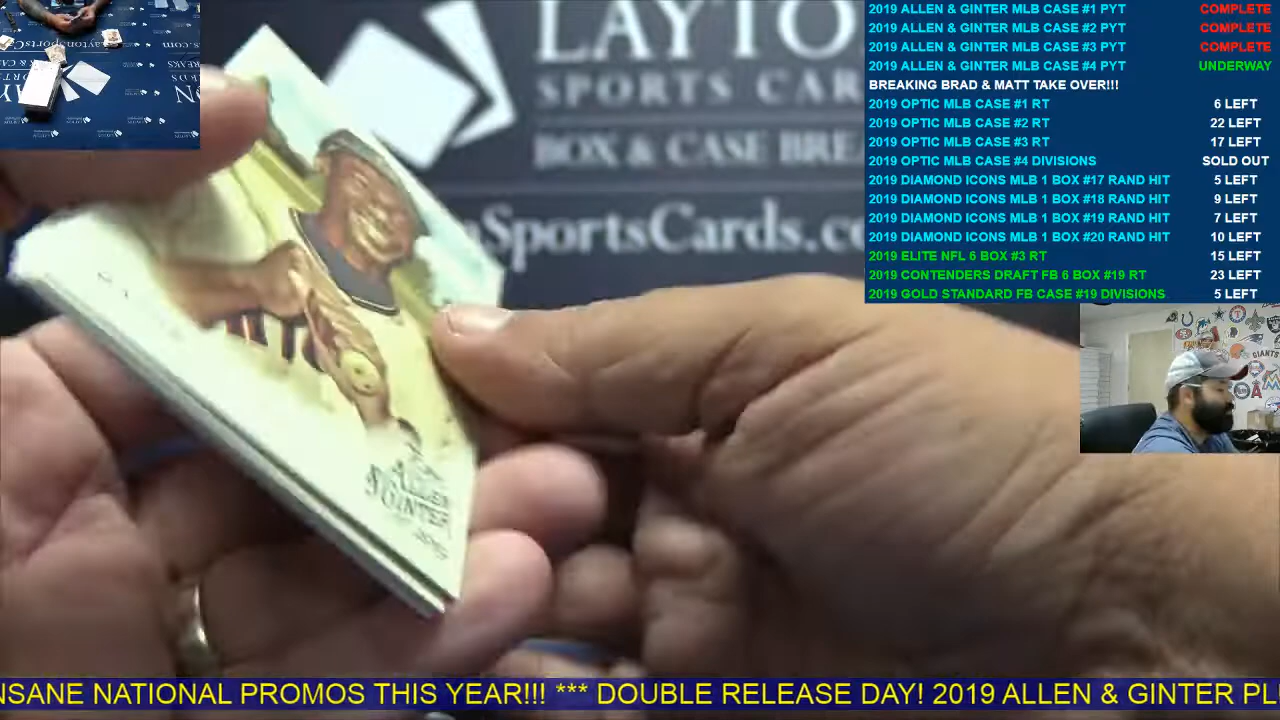 2019 ALLEN & GINTER MLB CASE #1 PYT COMPLETE
2019 ALLEN & GINTER MLB CASE #2 PYT COMPLETE
2019 ALLEN & GINTER MLB CASE #3 PYT COMPLETE
2019 ALLEN & GINTER MLB CASE #4 PYT UNDERWAY
BREAKING BRAD & MATT TAKE OVER!!!
2019 OPTIC MLB CASE #1 RT 6 LEFT
2019 OPTIC MLB CASE #2 RT 22 LEFT
2019 OPTIC MLB CASE #3 RT 17 LEFT
2019 OPTIC MLB CASE #4 DIVISIONS SOLD OUT
2019 DIAMOND ICONS MLB 1 BOX #17 RAND HIT 5 LEFT
2019 DIAMOND ICONS MLB 1 BOX #18 RAND HIT 9 LEFT
2019 DIAMOND ICONS MLB 1 BOX #19 RAND HIT 7 LEFT
2019 DIAMOND ICONS MLB 1 BOX #20 RAND HIT 10 LEFT
2019 ELITE NFL 6 BOX #3 RT 15 LEFT
2019 CONTENDERS DRAFT FB 6 BOX #19 RT 23 LEFT
2019 GOLD STANDARD FB CASE #19 DIVISIONS 5 LEFT
LAYTO
SPORTS CAR
BOX & CASE BREA
nSportsCards.co
ALLEN
& GINTER
NSANE NATIONAL PROMOS THIS YEAR!!! *** DOUBLE RELEASE DAY! 2019 ALLEN & GINTER PL